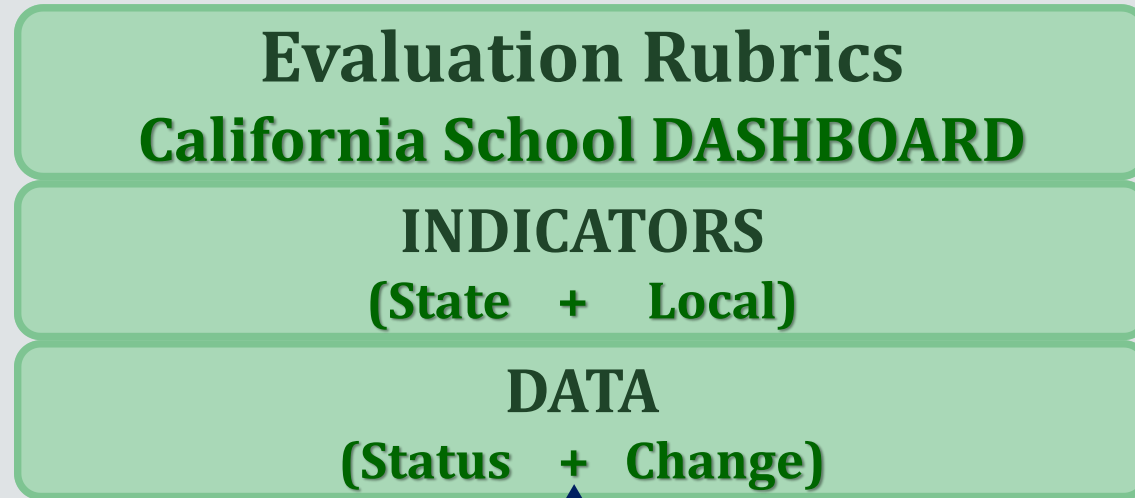 Evaluation Rubrics
California School DASHBOARD
INDICATORS
(State + Local)
DATA
(Status + Change)